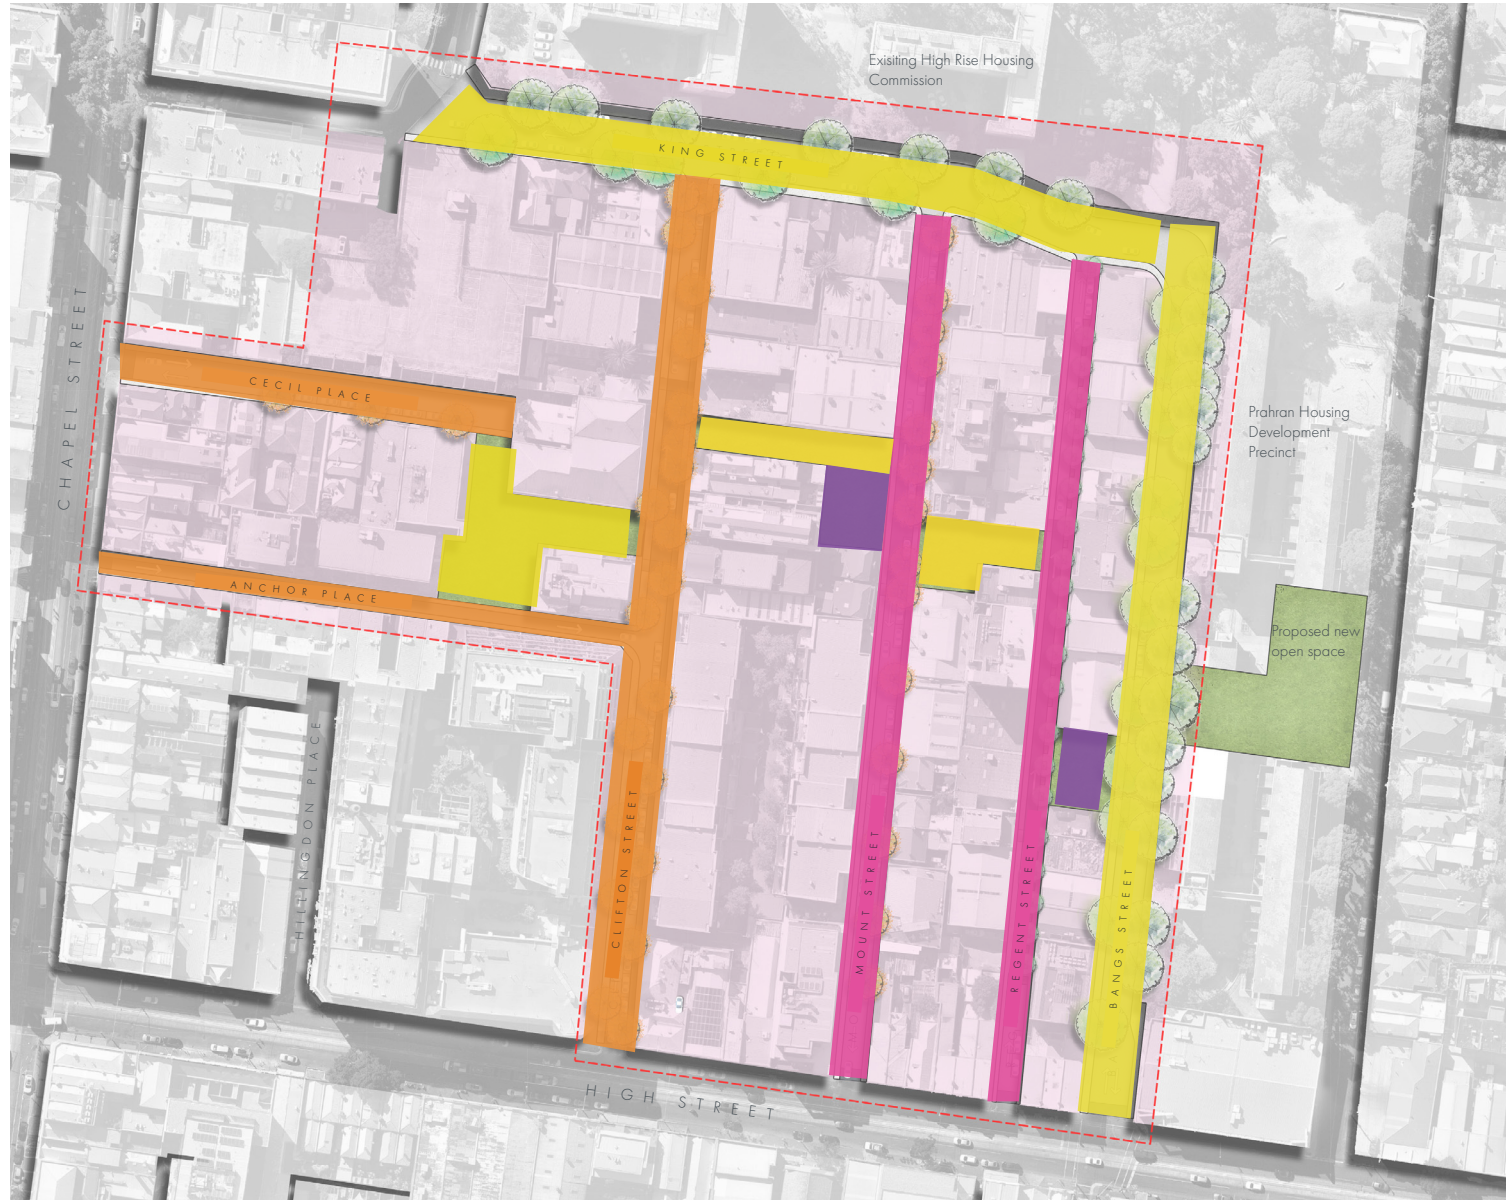 Exisiting High Rise Housing
Commission
KING STREET
CHAPEL STREET
CECIL PLACE
Prahran Housing
Development
Precinct
ANCHOR PLACE
Proposed new
open space
HILLINGDON PLACE
CLIFTON STREET
MOUNT STREET
REGENT STREET
BANGS STREET
HIGH STREET